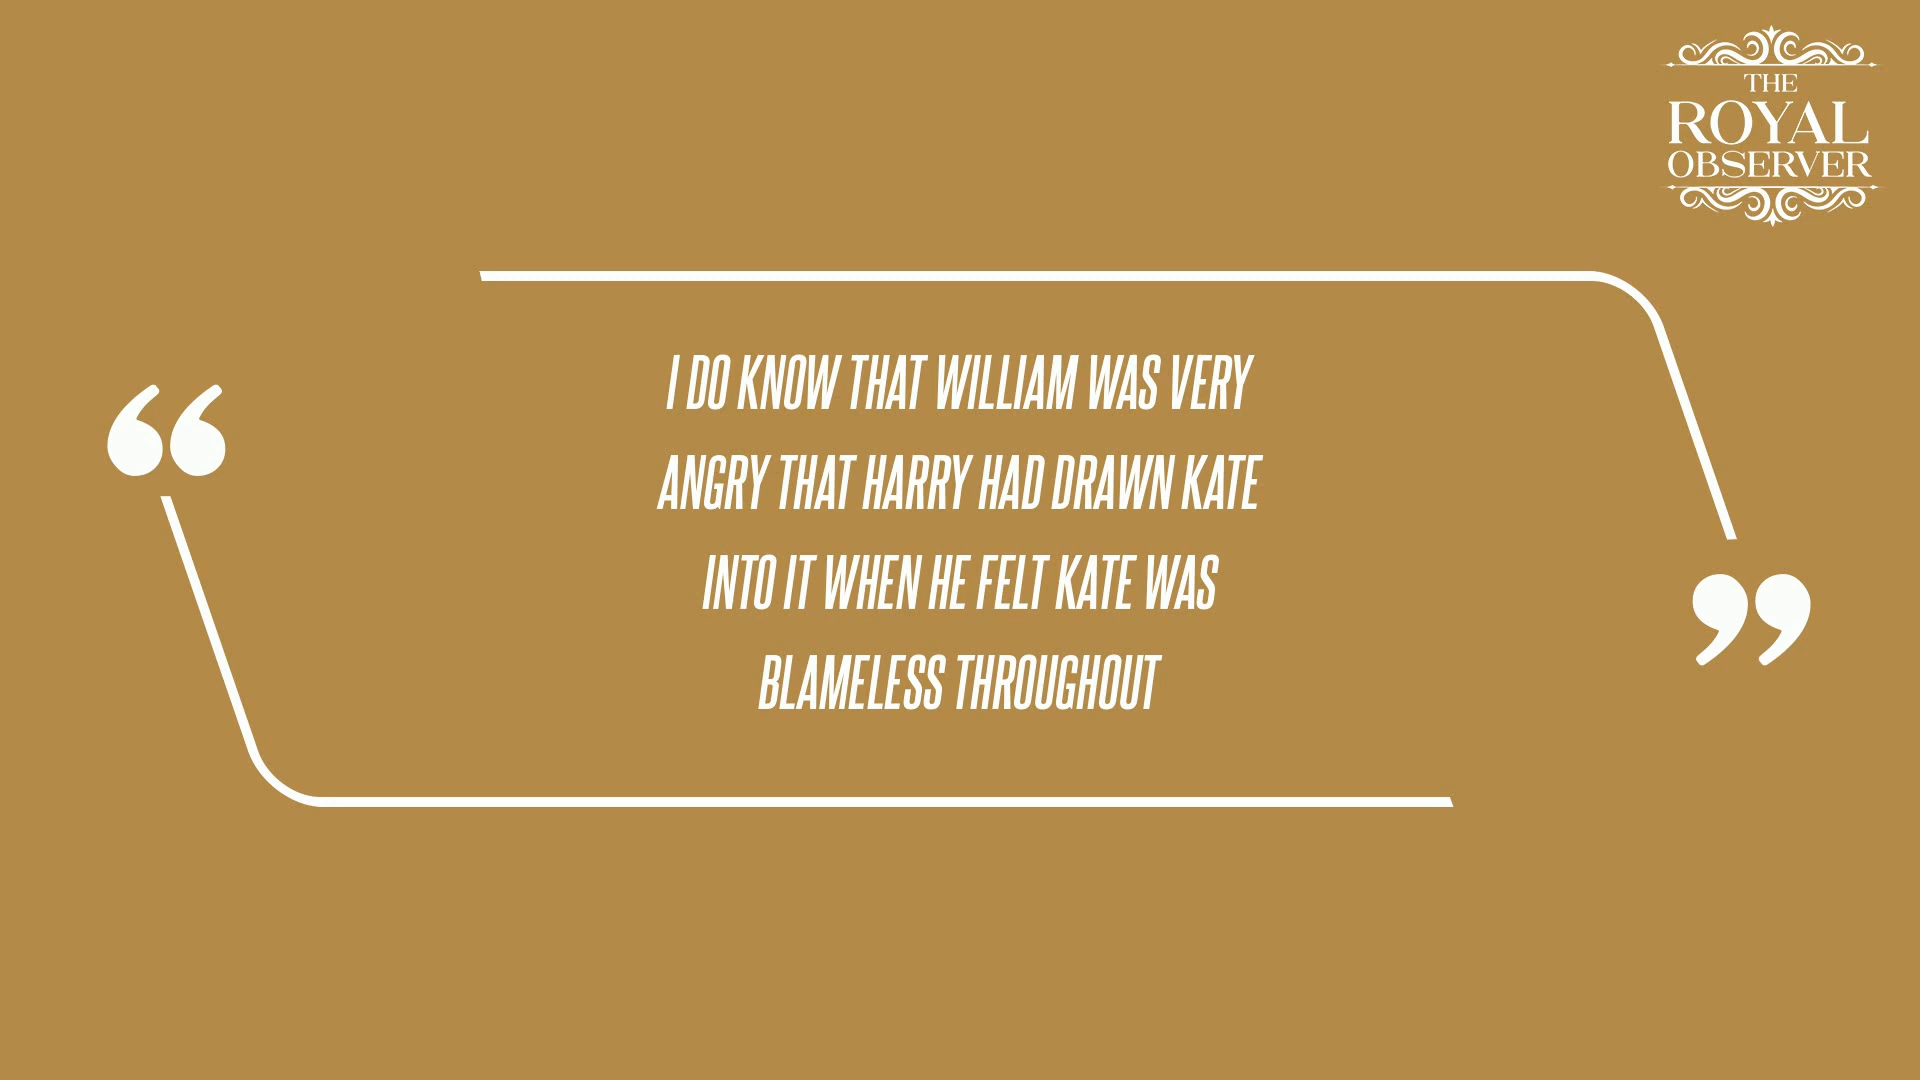 THE
ROYAL
OBSERVER
“
I DO KNOW THAT WILLIAM WAS VERY
ANGRY THAT HARRY HAD DRAWN KATE
INTO IT WHEN HE FELT KATE WAS
BLAMELESS THROUGHOUT
”